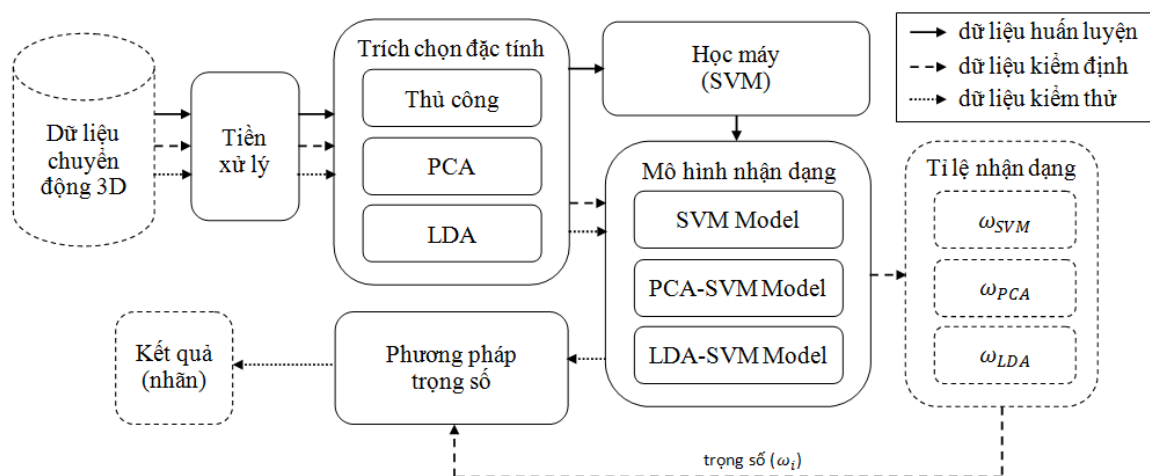 Dữ liệu
chuyển
động 3D
Tiền
xử lý
Trích chọn đặc tính
Thủ công
PCA
LDA
Học máy
(SVM)
dữ liệu huấn luyện
dữ liệu kiểm định
dữ liệu kiểm thử
Mô hình nhận dạng
SVM Model
PCA-SVM Model
LDA-SVM Model
Tỉ lệ nhận dạng
ω_SVM
ω_PCA
ω_LDA
Phương pháp
trọng số
Kết quả
(nhãn)
trọng số (ω_i)